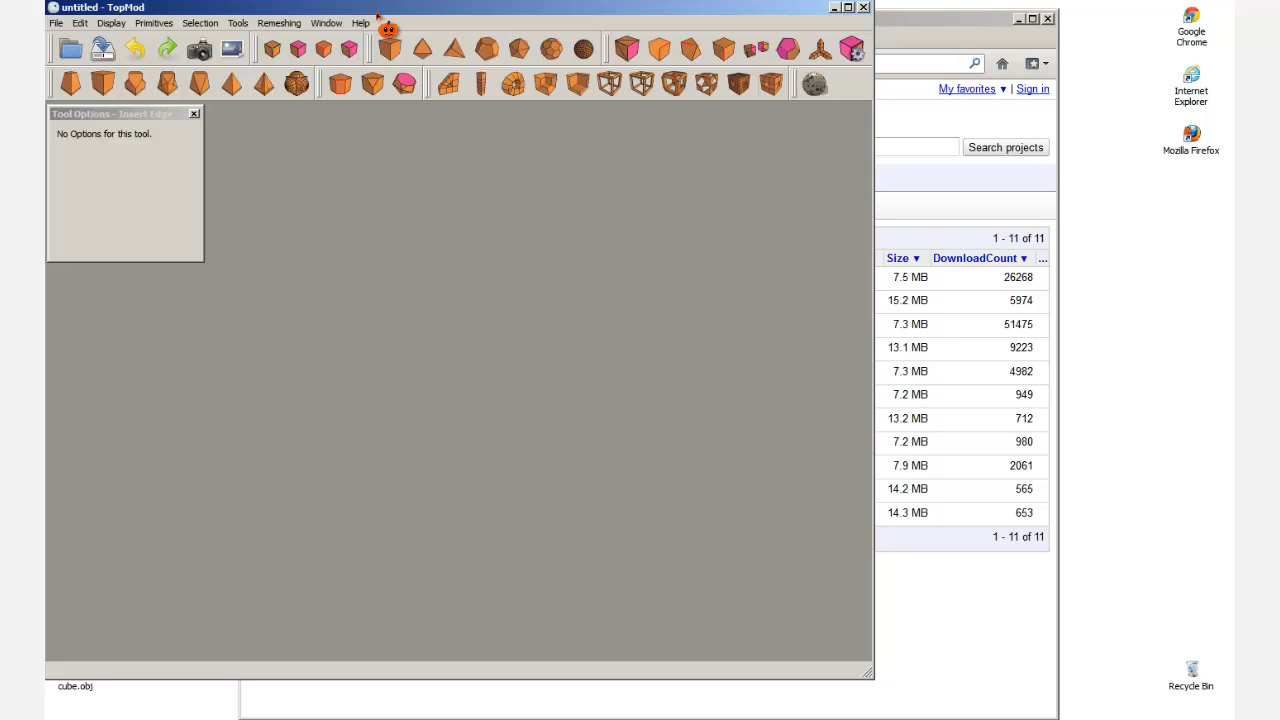 untitled - TopMod
File Edit Display Primitives Selection Tools Remeshing Window Help
Tool Options - Insert Edge
No Options for this tool.
My favorites ▼ | Sign in
Search projects
1 - 11 of 11
Size ▼ DownloadCount ▼ ...
7.5 MB 26268
15.2 MB 5974
7.3 MB 51475
13.1 MB 9223
7.3 MB 4982
7.2 MB 949
13.2 MB 712
7.2 MB 980
7.9 MB 2061
14.2 MB 565
14.3 MB 653
1 - 11 of 11
Google
Chrome
Internet
Explorer
Mozilla Firefox
cube.obj
Recycle Bin